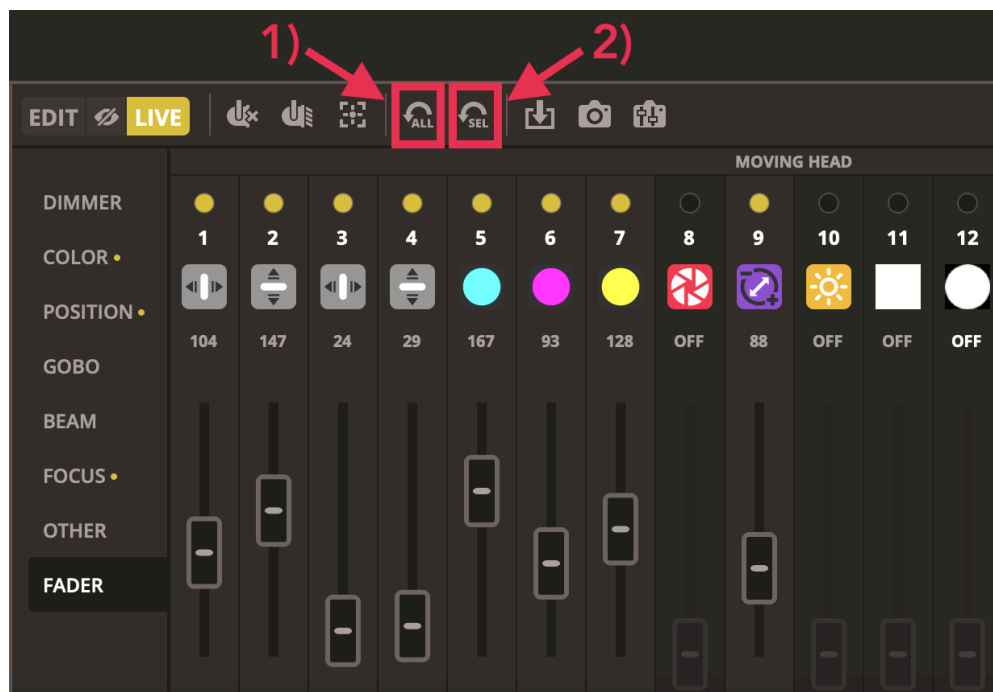 1) 2)
EDIT LIVE ALL SEL
MOVING HEAD
DIMMER
COLOR
POSITION
GOBO
BEAM
FOCUS
OTHER
FADER
1 2 3 4 5 6 7 8 9 10 11 12
104 147 24 29 167 93 128 OFF 88 OFF OFF OFF